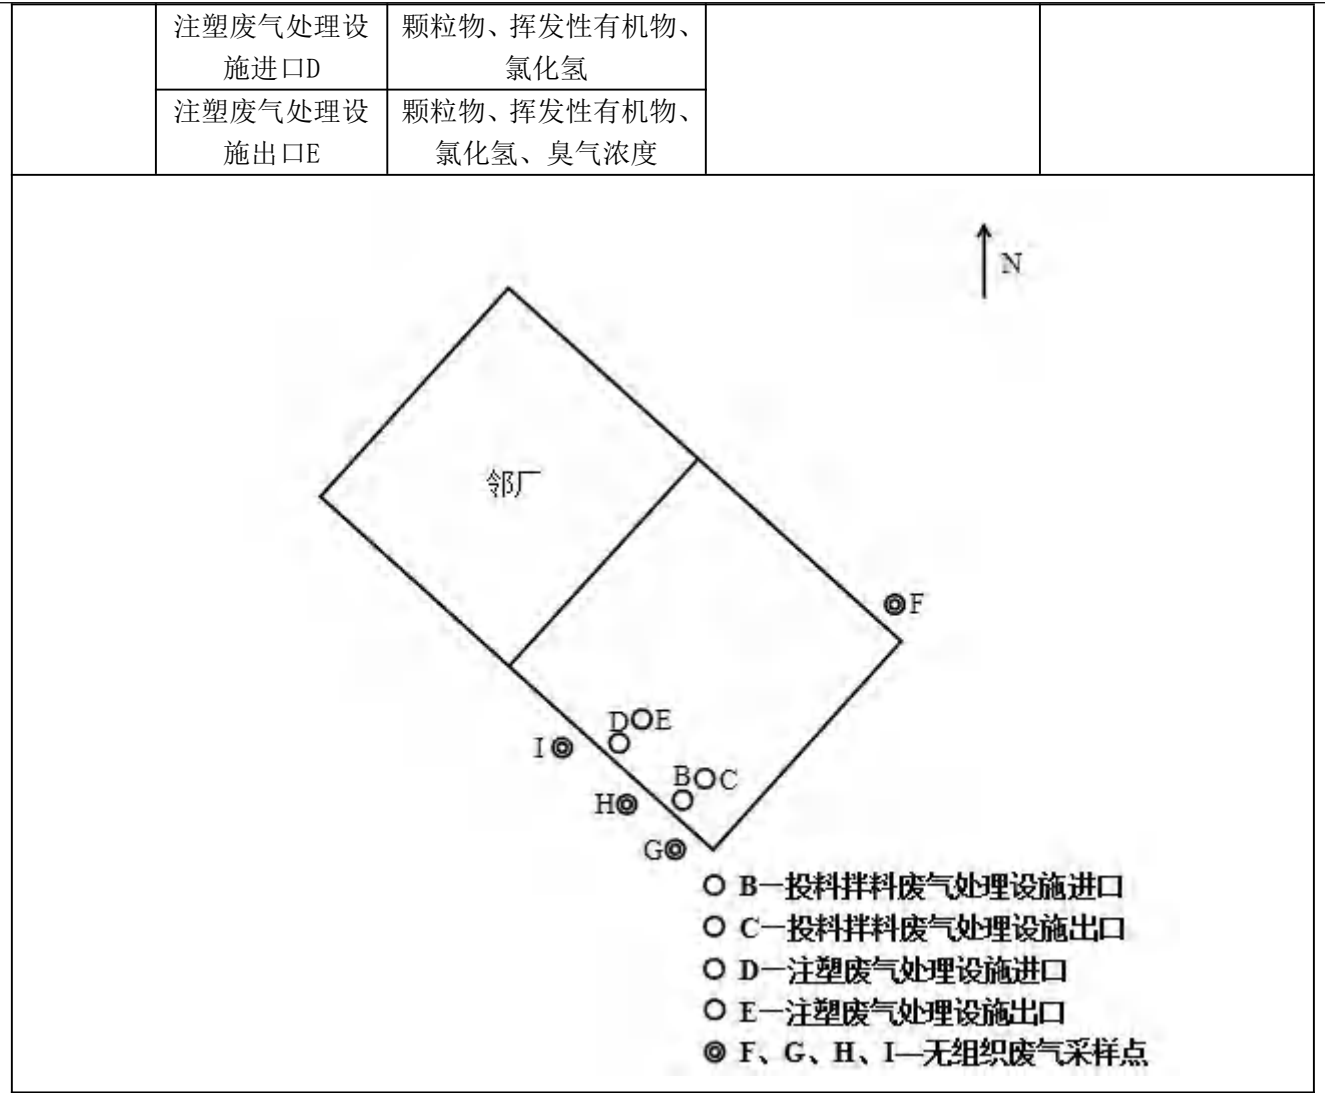 注塑废气处理设
施进口D
颗粒物、挥发性有机物、
氯化氢
注塑废气处理设
施出口E
颗粒物、挥发性有机物、
氯化氢、臭气浓度
N
邻厂
F
D E
I
B C
H
G
B—投料拌料废气处理设施进口
C—投料拌料废气处理设施出口
D—注塑废气处理设施进口
E—注塑废气处理设施出口
F、G、H、I—无组织废气采样点